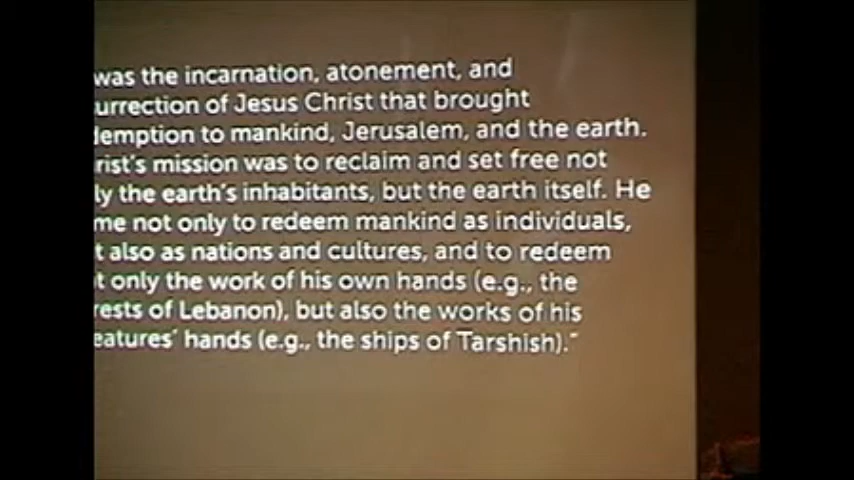 was the incarnation, atonement, and
urrection of Jesus Christ that brought
demption to mankind, Jerusalem, and the earth.
rist's mission was to reclaim and set free not
ly the earth's inhabitants, but the earth itself. He
me not only to redeem mankind as individuals,
t also as nations and cultures, and to redeem
t only the work of his own hands (e.g., the
rests of Lebanon), but also the works of his
eatures' hands (e.g., the ships of Tarshish)."